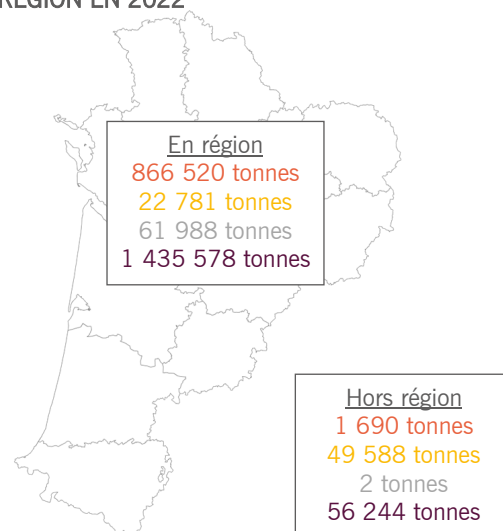 RÉGION EN 2022
En région
866 520 tonnes
22 781 tonnes
61 988 tonnes
1 435 578 tonnes
Hors région
1 690 tonnes
49 588 tonnes
2 tonnes
56 244 tonnes